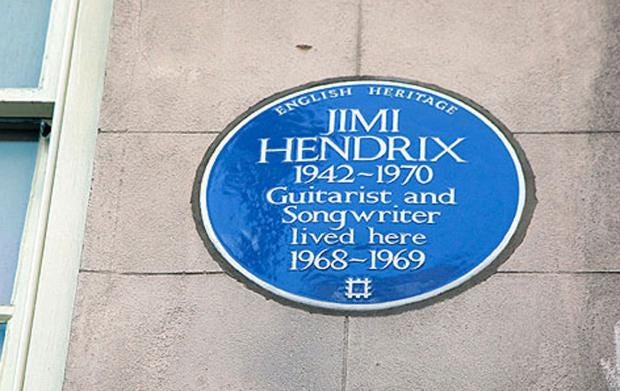 ENGLISH HERITAGE
JIMI
HENDRIX
1942~1970
Guitarist and
Songwriter
lived here
1968~1969